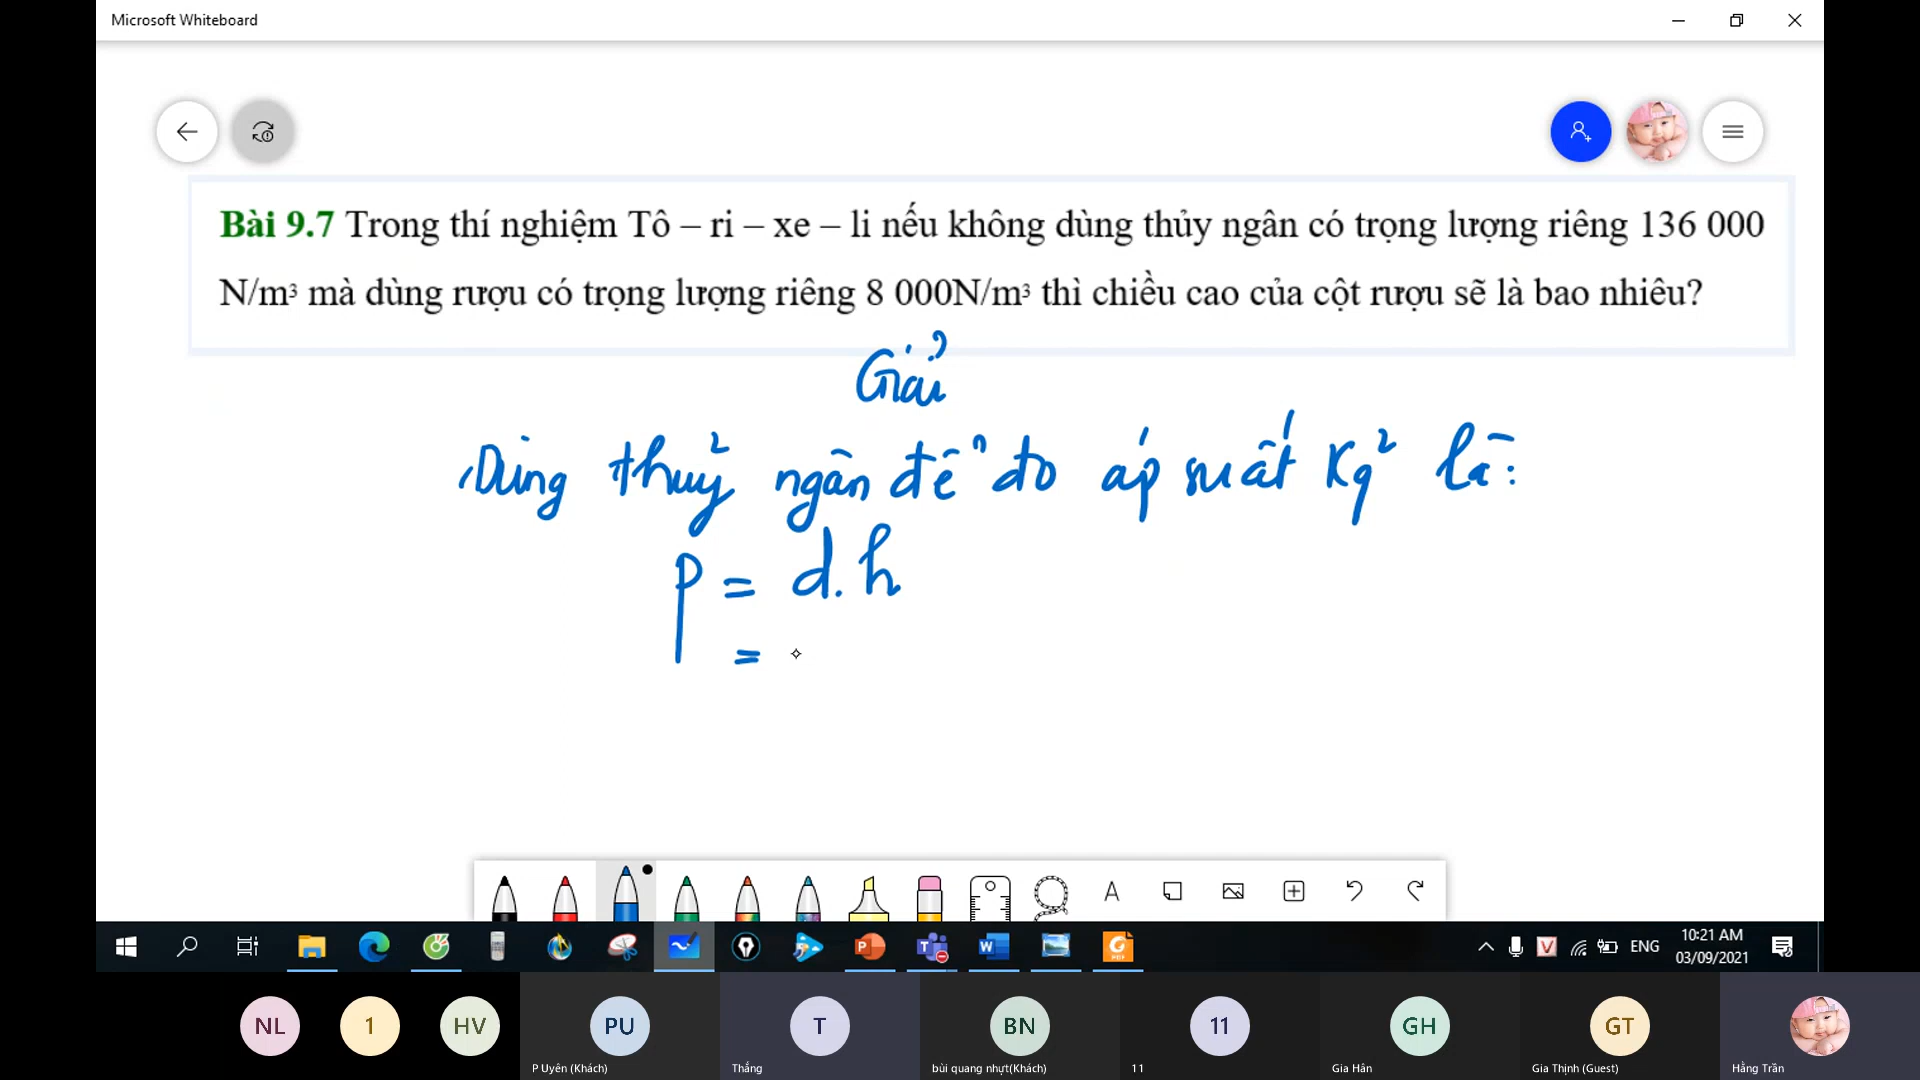 Microsoft Whiteboard
Bài 9.7 Trong thí nghiệm Tô – ri – xe – li nếu không dùng thủy ngân có trọng lượng riêng 136 000
N/m³ mà dùng rượu có trọng lượng riêng 8 000N/m³ thì chiều cao của cột rượu sẽ là bao nhiêu?
Giải
Dùng thuỷ ngân để đo áp suất Kq² là:
P = d.h
=
A
ENG
10:21 AM
03/09/2021
NL
1
HV
PU
T
BN
11
GH
GT
P Uyên (Khách)
Thắng
bùi quang nhựt(Khách)
11
Gia Hân
Gia Thịnh (Guest)
Hằng Trần